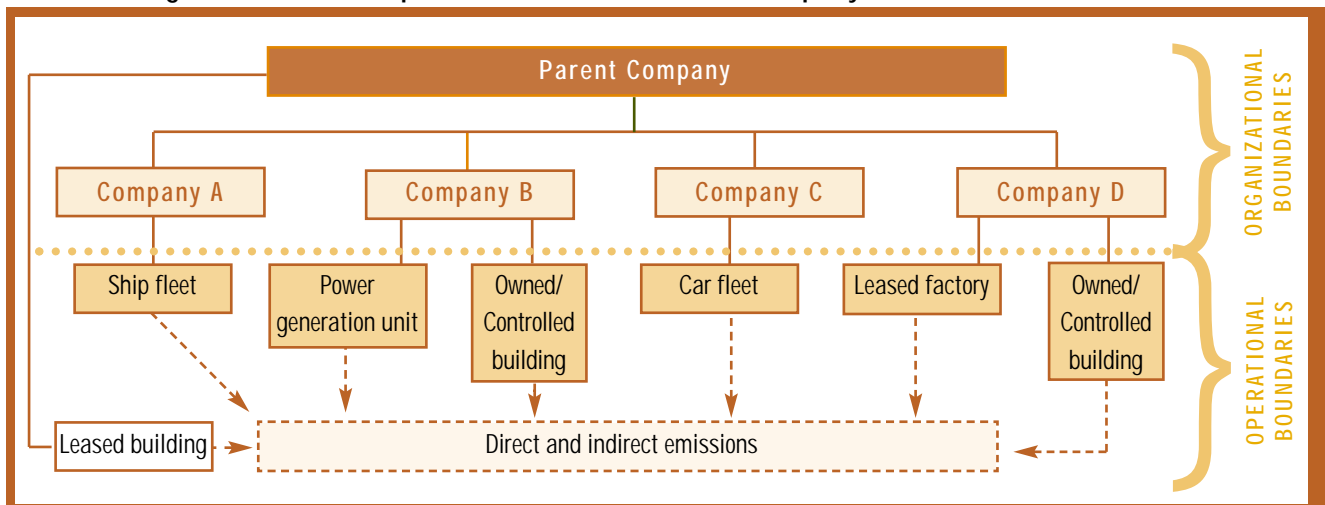 Parent Company
Company A
Company B
Company C
Company D
ORGANIZATIONAL
BOUNDARIES
Ship fleet
Power
generation unit
Owned/
Controlled
building
Car fleet
Leased factory
Owned/
Controlled
building
Leased building
Direct and indirect emissions
OPERATIONAL
BOUNDARIES